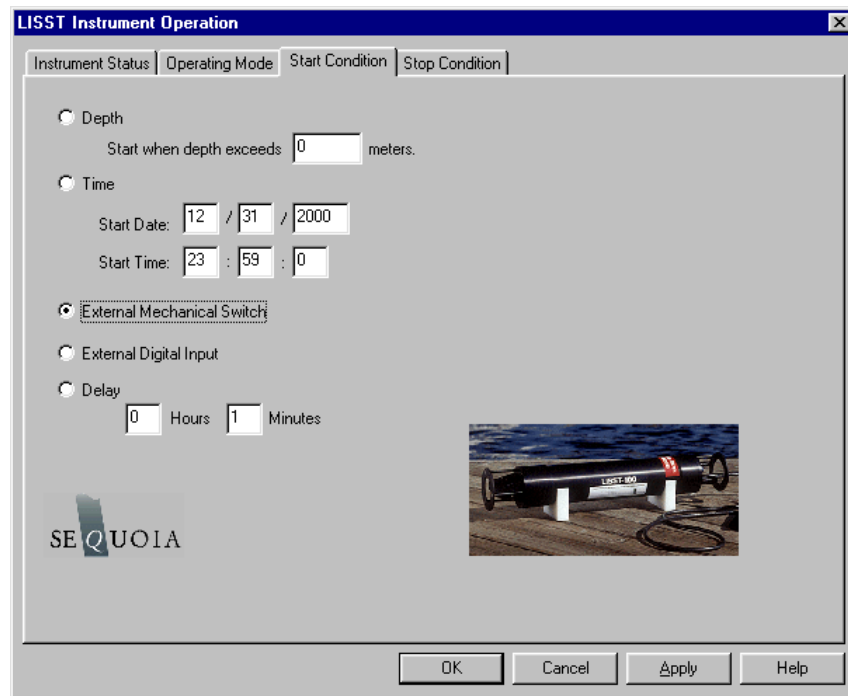 LISST Instrument Operation
Instrument Status Operating Mode Start Condition Stop Condition
Depth
Start when depth exceeds 0 meters.
Time
Start Date: 12 / 31 / 2000
Start Time: 23 : 59 : 0
External Mechanical Switch
External Digital Input
Delay
0 Hours 1 Minutes
LISST-100
SEQUOIA
OK Cancel Apply Help